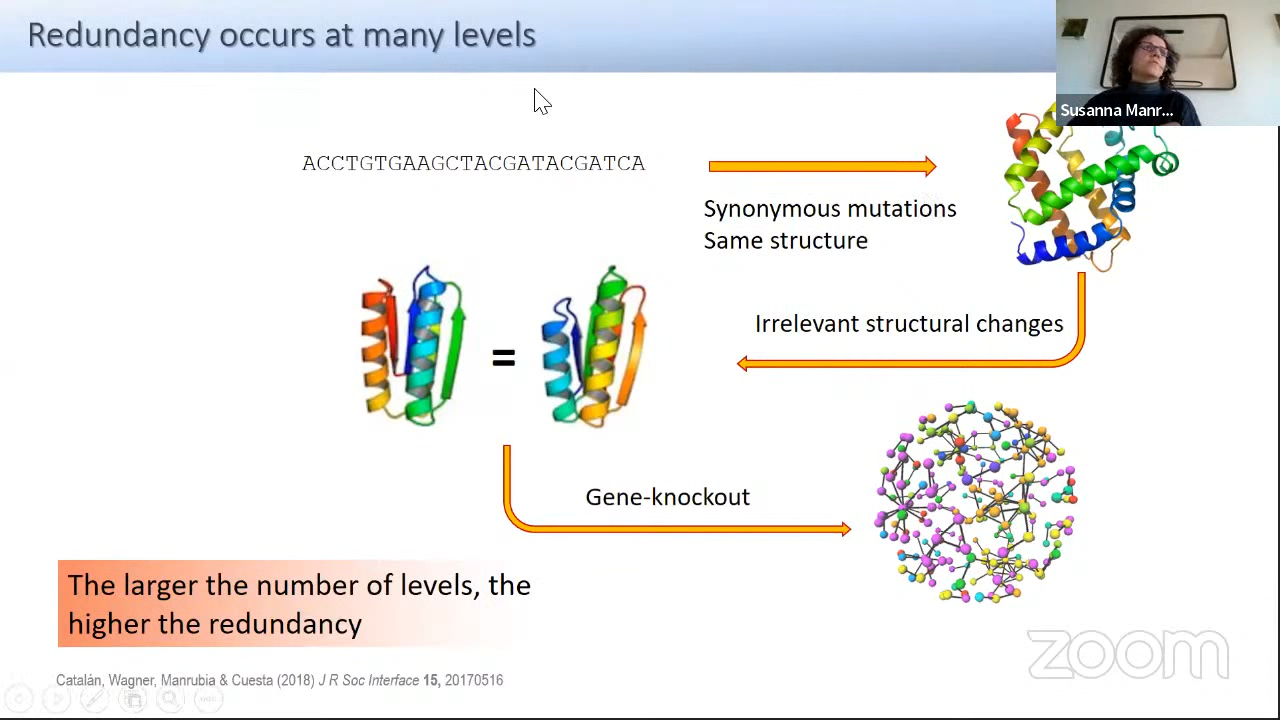 Redundancy occurs at many levels
Susanna Manr...
ACCTGTGAAGCTACGATACGATCA
Synonymous mutations
Same structure
Irrelevant structural changes
=
Gene-knockout
The larger the number of levels, the
higher the redundancy
zoom
Catalán, Wagner, Manrubia & Cuesta (2018) J R Soc Interface 15, 20170516